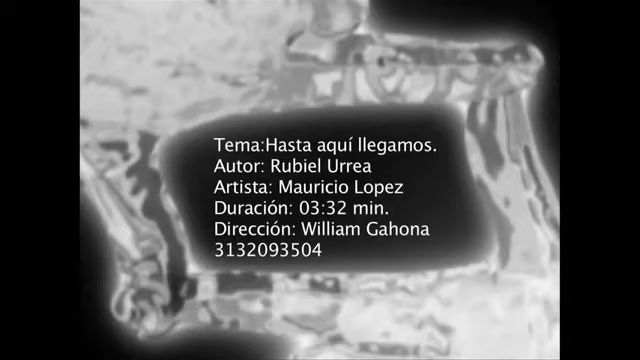 Tema:Hasta aquí llegamos.
Autor: Rubiel Urrea
Artista: Mauricio Lopez
Duración: 03:32 min.
Dirección: William Gahona
3132093504